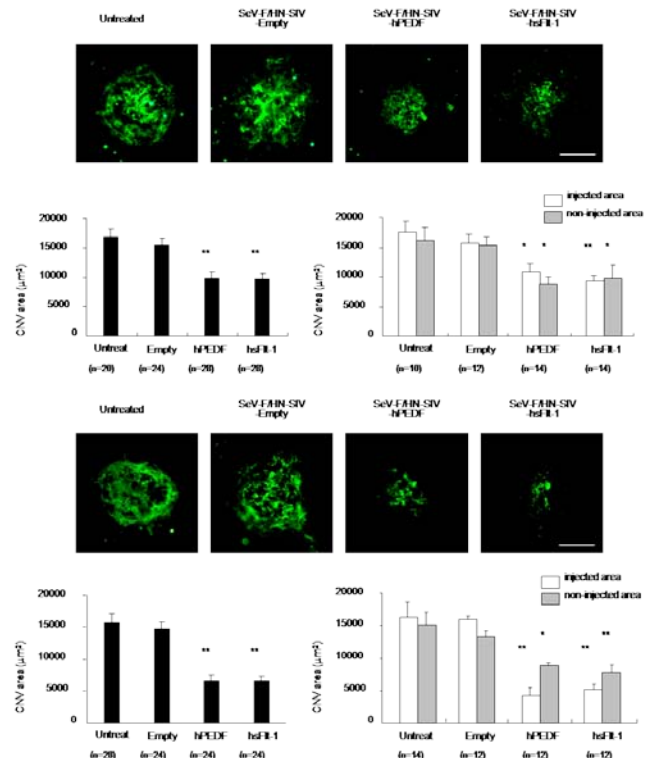 Untreated
SeV-F/HN-SIV
-Empty
SeV-F/HN-SIV
-hPEDF
SeV-F/HN-SIV
-hsFlt-1
injected area
non-injected area
CNV area (μm²)
20000
15000
10000
5000
0
** **
Untreat Empty hPEDF hsFlt-1
(n=20) (n=24) (n=28) (n=28)
CNV area (μm²)
20000
15000
10000
5000
0
* * ** *
Untreat Empty hPEDF hsFlt-1
(n=10) (n=12) (n=14) (n=14)
Untreated
SeV-F/HN-SIV
-Empty
SeV-F/HN-SIV
-hPEDF
SeV-F/HN-SIV
-hsFlt-1
injected area
non-injected area
CNV area (μm²)
20000
15000
10000
5000
0
** **
Untreat Empty hPEDF hsFlt-1
(n=28) (n=24) (n=24) (n=24)
CNV area (μm²)
20000
15000
10000
5000
0
** * ** **
Untreat Empty hPEDF hsFlt-1
(n=14) (n=12) (n=12) (n=12)